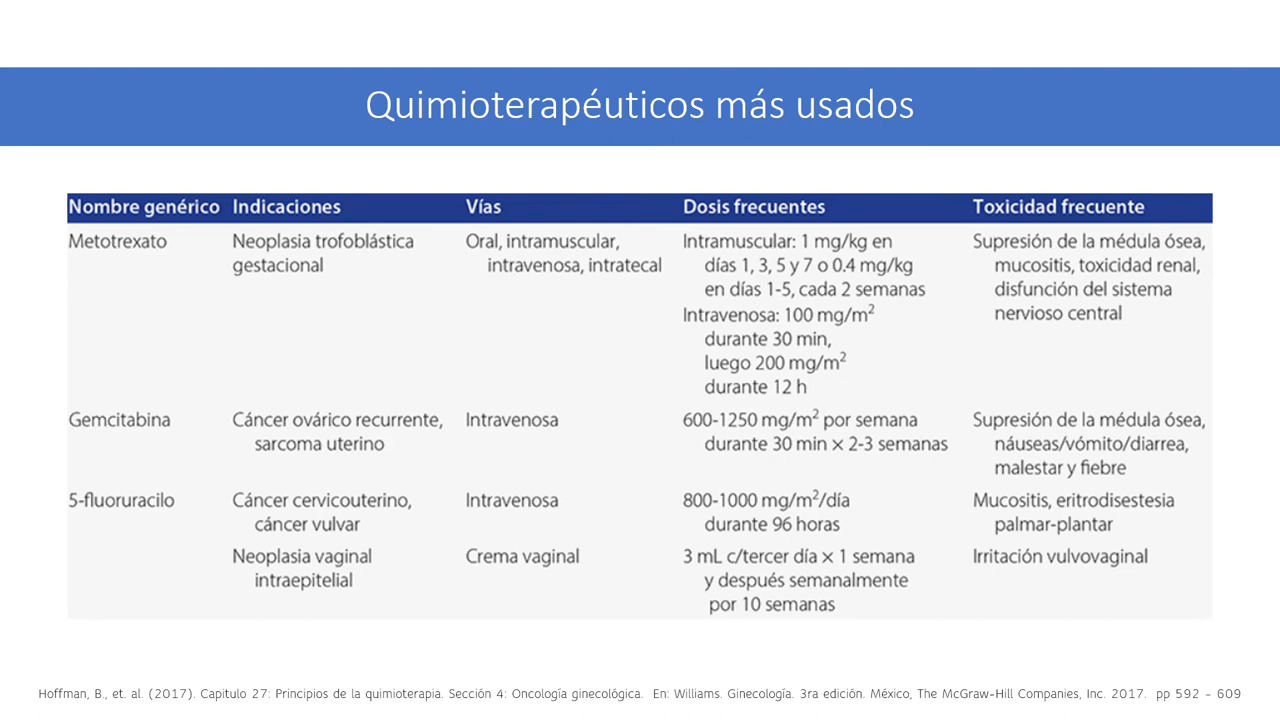 Quimioterapéuticos más usados
Nombre genérico Indicaciones Vías Dosis frecuentes Toxicidad frecuente
Metotrexato Neoplasia trofoblástica Oral, intramuscular, Intramuscular: 1 mg/kg en Supresión de la médula ósea,
gestacional intravenosa, intratecal días 1, 3, 5 y 7 o 0.4 mg/kg mucositis, toxicidad renal,
en días 1-5, cada 2 semanas disfunción del sistema
Intravenosa: 100 mg/m² nervioso central
durante 30 min,
luego 200 mg/m²
durante 12 h
Gemcitabina Cáncer ovárico recurrente, Intravenosa 600-1250 mg/m² por semana Supresión de la médula ósea,
sarcoma uterino durante 30 min × 2-3 semanas náuseas/vómito/diarrea,
malestar y fiebre
5-fluoruracilo Cáncer cervicouterino, Intravenosa 800-1000 mg/m²/día Mucositis, eritrodisestesia
cáncer vulvar durante 96 horas palmar-plantar
Neoplasia vaginal Crema vaginal 3 mL c/tercer día × 1 semana Irritación vulvovaginal
intraepitelial y después semanalmente
por 10 semanas
Hoffman, B., et. al. (2017). Capitulo 27: Principios de la quimioterapia. Sección 4: Oncología ginecológica. En: Williams. Ginecología. 3ra edición. México, The McGraw-Hill Companies, Inc. 2017. pp 592 – 609